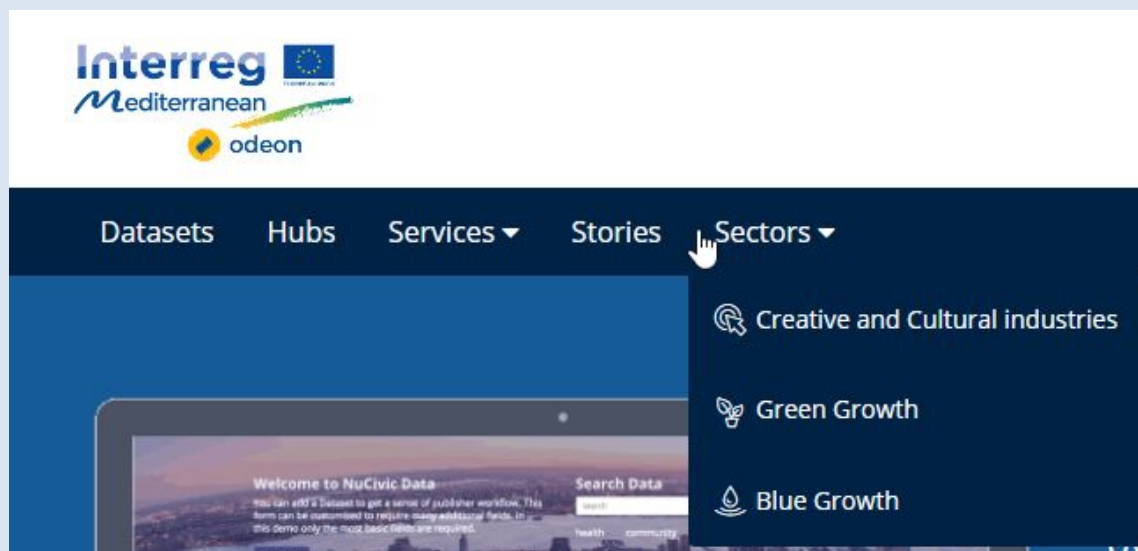 Interreg
Mediterranean
odeon
Datasets Hubs Services Stories Sectors
Creative and Cultural industries
Green Growth
Blue Growth
Welcome to NuCivic Data
You can add a Dataset to get a sense of publisher workflow. This
form can be customised to require many additional fields. In
this demo only the most basic fields are required.
Search Data
search
health community